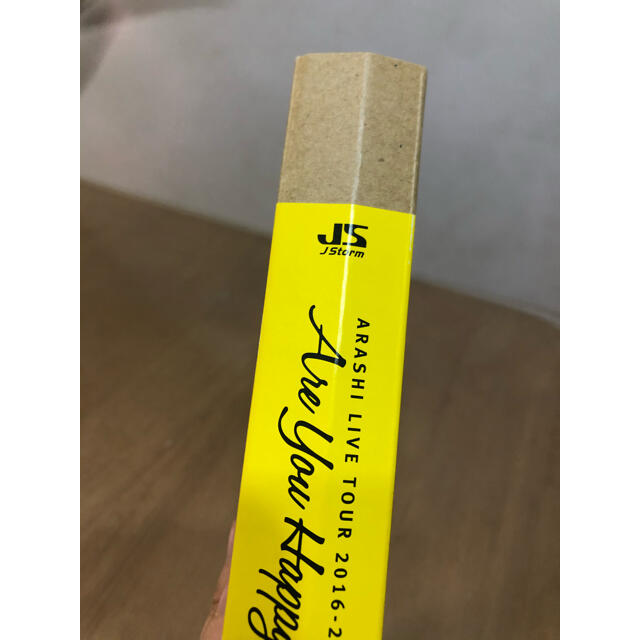 JS
J Storm
ARASHI LIVE TOUR 2016-2
Are You Happy